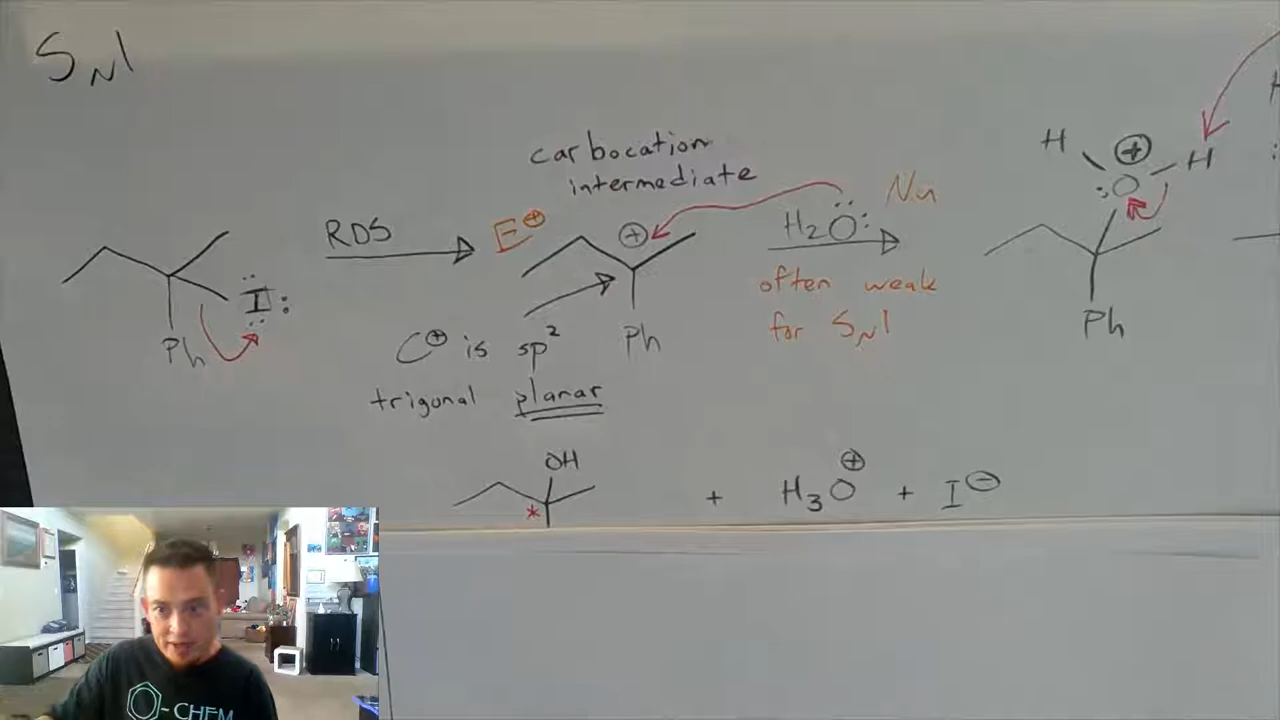 SN1
carbocation
intermediate
RDS
E⊕
⊕
H2Ö:
Nu
often weak
for SN1
Ï:
Ph
C⊕ is sp2
trigonal planar
Ph
H ⊕ H
:O
Ph
OH
*
+ H3O⊕ + I⊖
O-CHEM